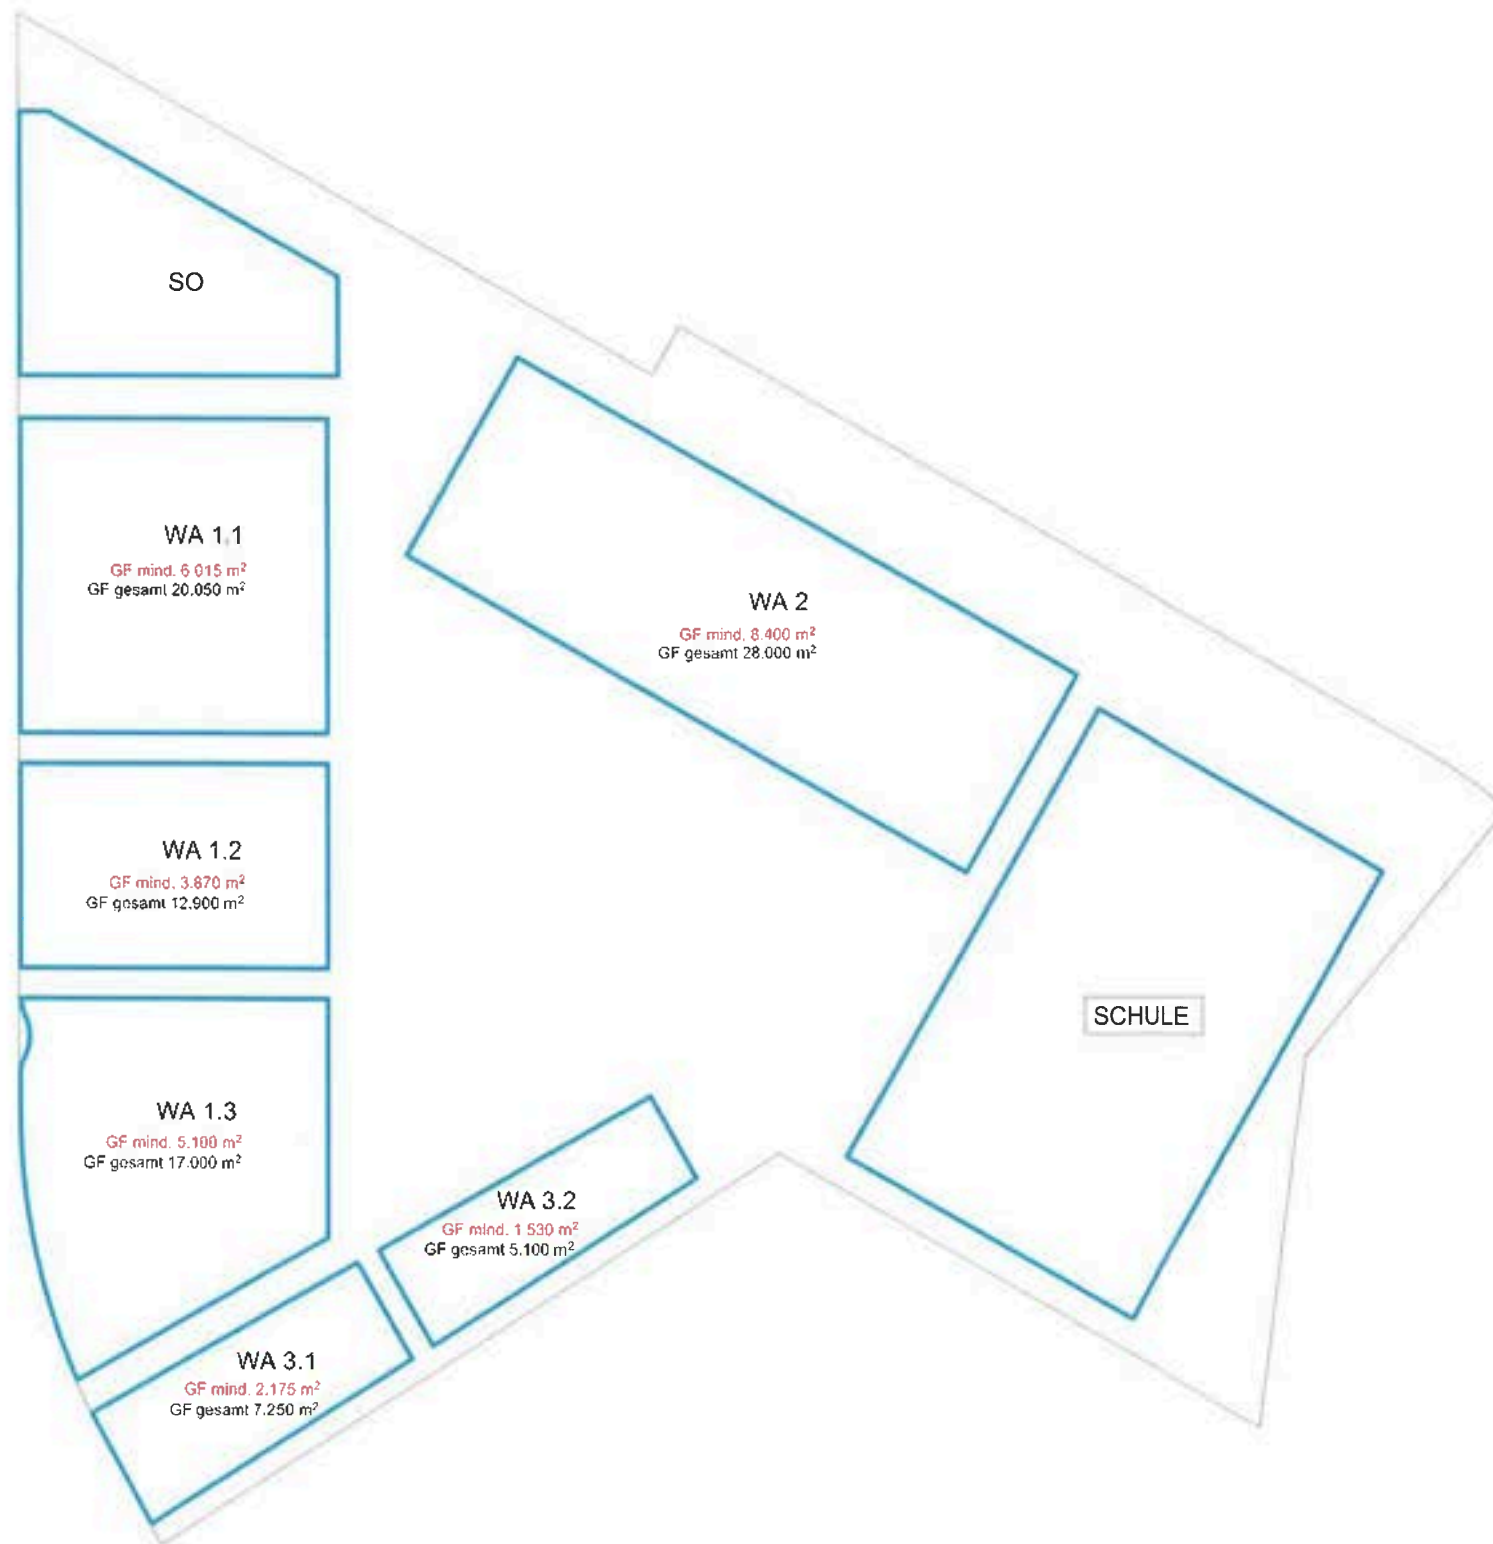 SO
WA 1.1
GF mind. 6 015 m²
GF gesamt 20.050 m²
WA 2
GF mind. 8.400 m²
GF gesamt 28.000 m²
WA 1.2
GF mind. 3.870 m²
GF gesamt 12.900 m²
SCHULE
WA 1.3
GF mind. 5.100 m²
GF gesamt 17.000 m²
WA 3.2
GF mind. 1 530 m²
GF gesamt 5.100 m²
WA 3.1
GF mind. 2.175 m²
GF gesamt 7.250 m²